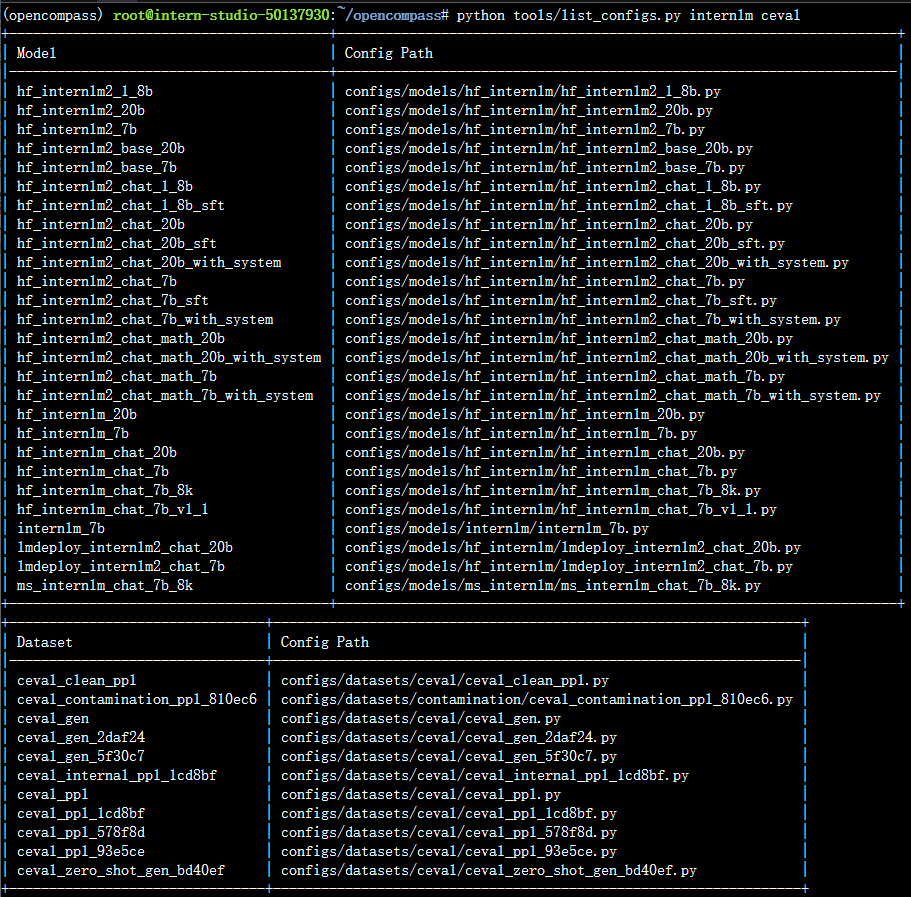 (opencompass) root@intern-studio-50137930:~/opencompass# python tools/list_configs.py internlm ceval
Model Config Path
hf_internlm2_1_8b configs/models/hf_internlm/hf_internlm2_1_8b.py
hf_internlm2_20b configs/models/hf_internlm/hf_internlm2_20b.py
hf_internlm2_7b configs/models/hf_internlm/hf_internlm2_7b.py
hf_internlm2_base_20b configs/models/hf_internlm/hf_internlm2_base_20b.py
hf_internlm2_base_7b configs/models/hf_internlm/hf_internlm2_base_7b.py
hf_internlm2_chat_1_8b configs/models/hf_internlm/hf_internlm2_chat_1_8b.py
hf_internlm2_chat_1_8b_sft configs/models/hf_internlm/hf_internlm2_chat_1_8b_sft.py
hf_internlm2_chat_20b configs/models/hf_internlm/hf_internlm2_chat_20b.py
hf_internlm2_chat_20b_sft configs/models/hf_internlm/hf_internlm2_chat_20b_sft.py
hf_internlm2_chat_20b_with_system configs/models/hf_internlm/hf_internlm2_chat_20b_with_system.py
hf_internlm2_chat_7b configs/models/hf_internlm/hf_internlm2_chat_7b.py
hf_internlm2_chat_7b_sft configs/models/hf_internlm/hf_internlm2_chat_7b_sft.py
hf_internlm2_chat_7b_with_system configs/models/hf_internlm/hf_internlm2_chat_7b_with_system.py
hf_internlm2_chat_math_20b configs/models/hf_internlm/hf_internlm2_chat_math_20b.py
hf_internlm2_chat_math_20b_with_system configs/models/hf_internlm/hf_internlm2_chat_math_20b_with_system.py
hf_internlm2_chat_math_7b configs/models/hf_internlm/hf_internlm2_chat_math_7b.py
hf_internlm2_chat_math_7b_with_system configs/models/hf_internlm/hf_internlm2_chat_math_7b_with_system.py
hf_internlm_20b configs/models/hf_internlm/hf_internlm_20b.py
hf_internlm_7b configs/models/hf_internlm/hf_internlm_7b.py
hf_internlm_chat_20b configs/models/hf_internlm/hf_internlm_chat_20b.py
hf_internlm_chat_7b configs/models/hf_internlm/hf_internlm_chat_7b.py
hf_internlm_chat_7b_8k configs/models/hf_internlm/hf_internlm_chat_7b_8k.py
hf_internlm_chat_7b_v1_1 configs/models/hf_internlm/hf_internlm_chat_7b_v1_1.py
internlm_7b configs/models/internlm/internlm_7b.py
lmdeploy_internlm2_chat_20b configs/models/hf_internlm/lmdeploy_internlm2_chat_20b.py
lmdeploy_internlm2_chat_7b configs/models/hf_internlm/lmdeploy_internlm2_chat_7b.py
ms_internlm_chat_7b_8k configs/models/ms_internlm/ms_internlm_chat_7b_8k.py
Dataset Config Path
ceval_clean_ppl configs/datasets/ceval/ceval_clean_ppl.py
ceval_contamination_ppl_810ec6 configs/datasets/contamination/ceval_contamination_ppl_810ec6.py
ceval_gen configs/datasets/ceval/ceval_gen.py
ceval_gen_2daf24 configs/datasets/ceval/ceval_gen_2daf24.py
ceval_gen_5f30c7 configs/datasets/ceval/ceval_gen_5f30c7.py
ceval_internal_ppl_1cd8bf configs/datasets/ceval/ceval_internal_ppl_1cd8bf.py
ceval_ppl configs/datasets/ceval/ceval_ppl.py
ceval_ppl_1cd8bf configs/datasets/ceval/ceval_ppl_1cd8bf.py
ceval_ppl_578f8d configs/datasets/ceval/ceval_ppl_578f8d.py
ceval_ppl_93e5ce configs/datasets/ceval/ceval_ppl_93e5ce.py
ceval_zero_shot_gen_bd40ef configs/datasets/ceval/ceval_zero_shot_gen_bd40ef.py